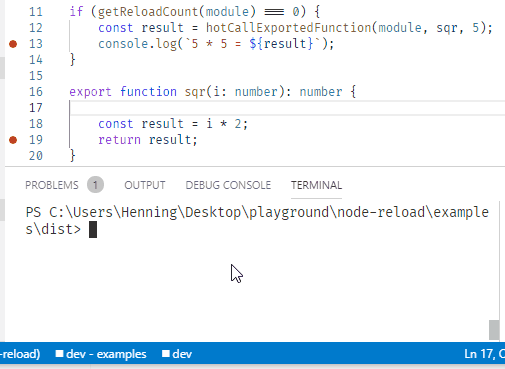 11 if (getReloadCount(module) === 0) {
12 const result = hotCallExportedFunction(module, sqr, 5);
13 console.log(`5 * 5 = ${result}`);
14 }
15
16 export function sqr(i: number): number {
17
18 const result = i * 2;
19 return result;
20 }
PROBLEMS 1 OUTPUT DEBUG CONSOLE TERMINAL
PS C:\Users\Henning\Desktop\playground\node-reload\example
s\dist>
-reload) dev - examples dev Ln 17, C